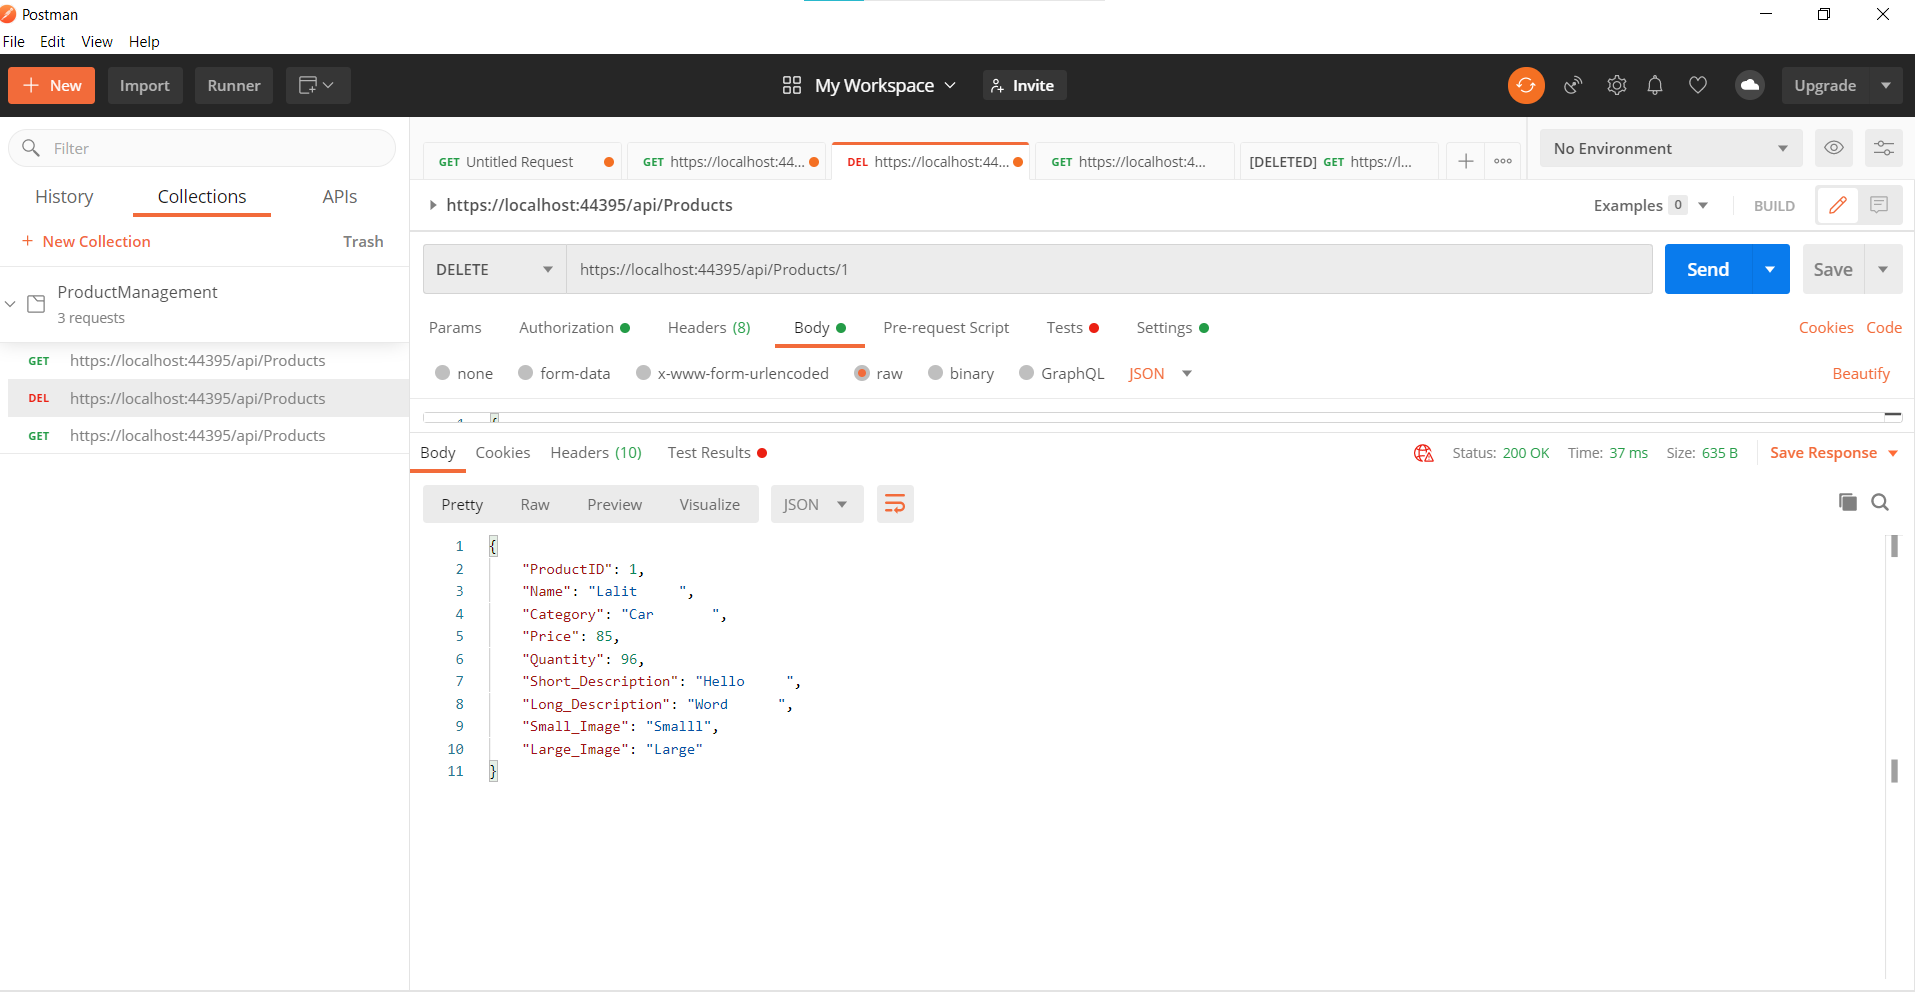 Postman
File Edit View Help
New Import Runner My Workspace Invite Upgrade
Filter
History Collections APIs
New Collection Trash
ProductManagement
3 requests
GET https://localhost:44395/api/Products
DEL https://localhost:44395/api/Products
GET https://localhost:44395/api/Products
GET Untitled Request GET https://localhost:44... DEL https://localhost:44... GET https://localhost:4... [DELETED] GET https://l... No Environment
https://localhost:44395/api/Products Examples 0 BUILD
DELETE https://localhost:44395/api/Products/1 Send Save
Params Authorization Headers (8) Body Pre-request Script Tests Settings Cookies Code
none form-data x-www-form-urlencoded raw binary GraphQL JSON Beautify
Body Cookies Headers (10) Test Results Status: 200 OK Time: 37 ms Size: 635 B Save Response
Pretty Raw Preview Visualize JSON
1 {
2 "ProductID": 1,
3 "Name": "Lalit     ",
4 "Category": "Car       ",
5 "Price": 85,
6 "Quantity": 96,
7 "Short_Description": "Hello     ",
8 "Long_Description": "Word      ",
9 "Small_Image": "Smalll",
10 "Large_Image": "Large"
11 }